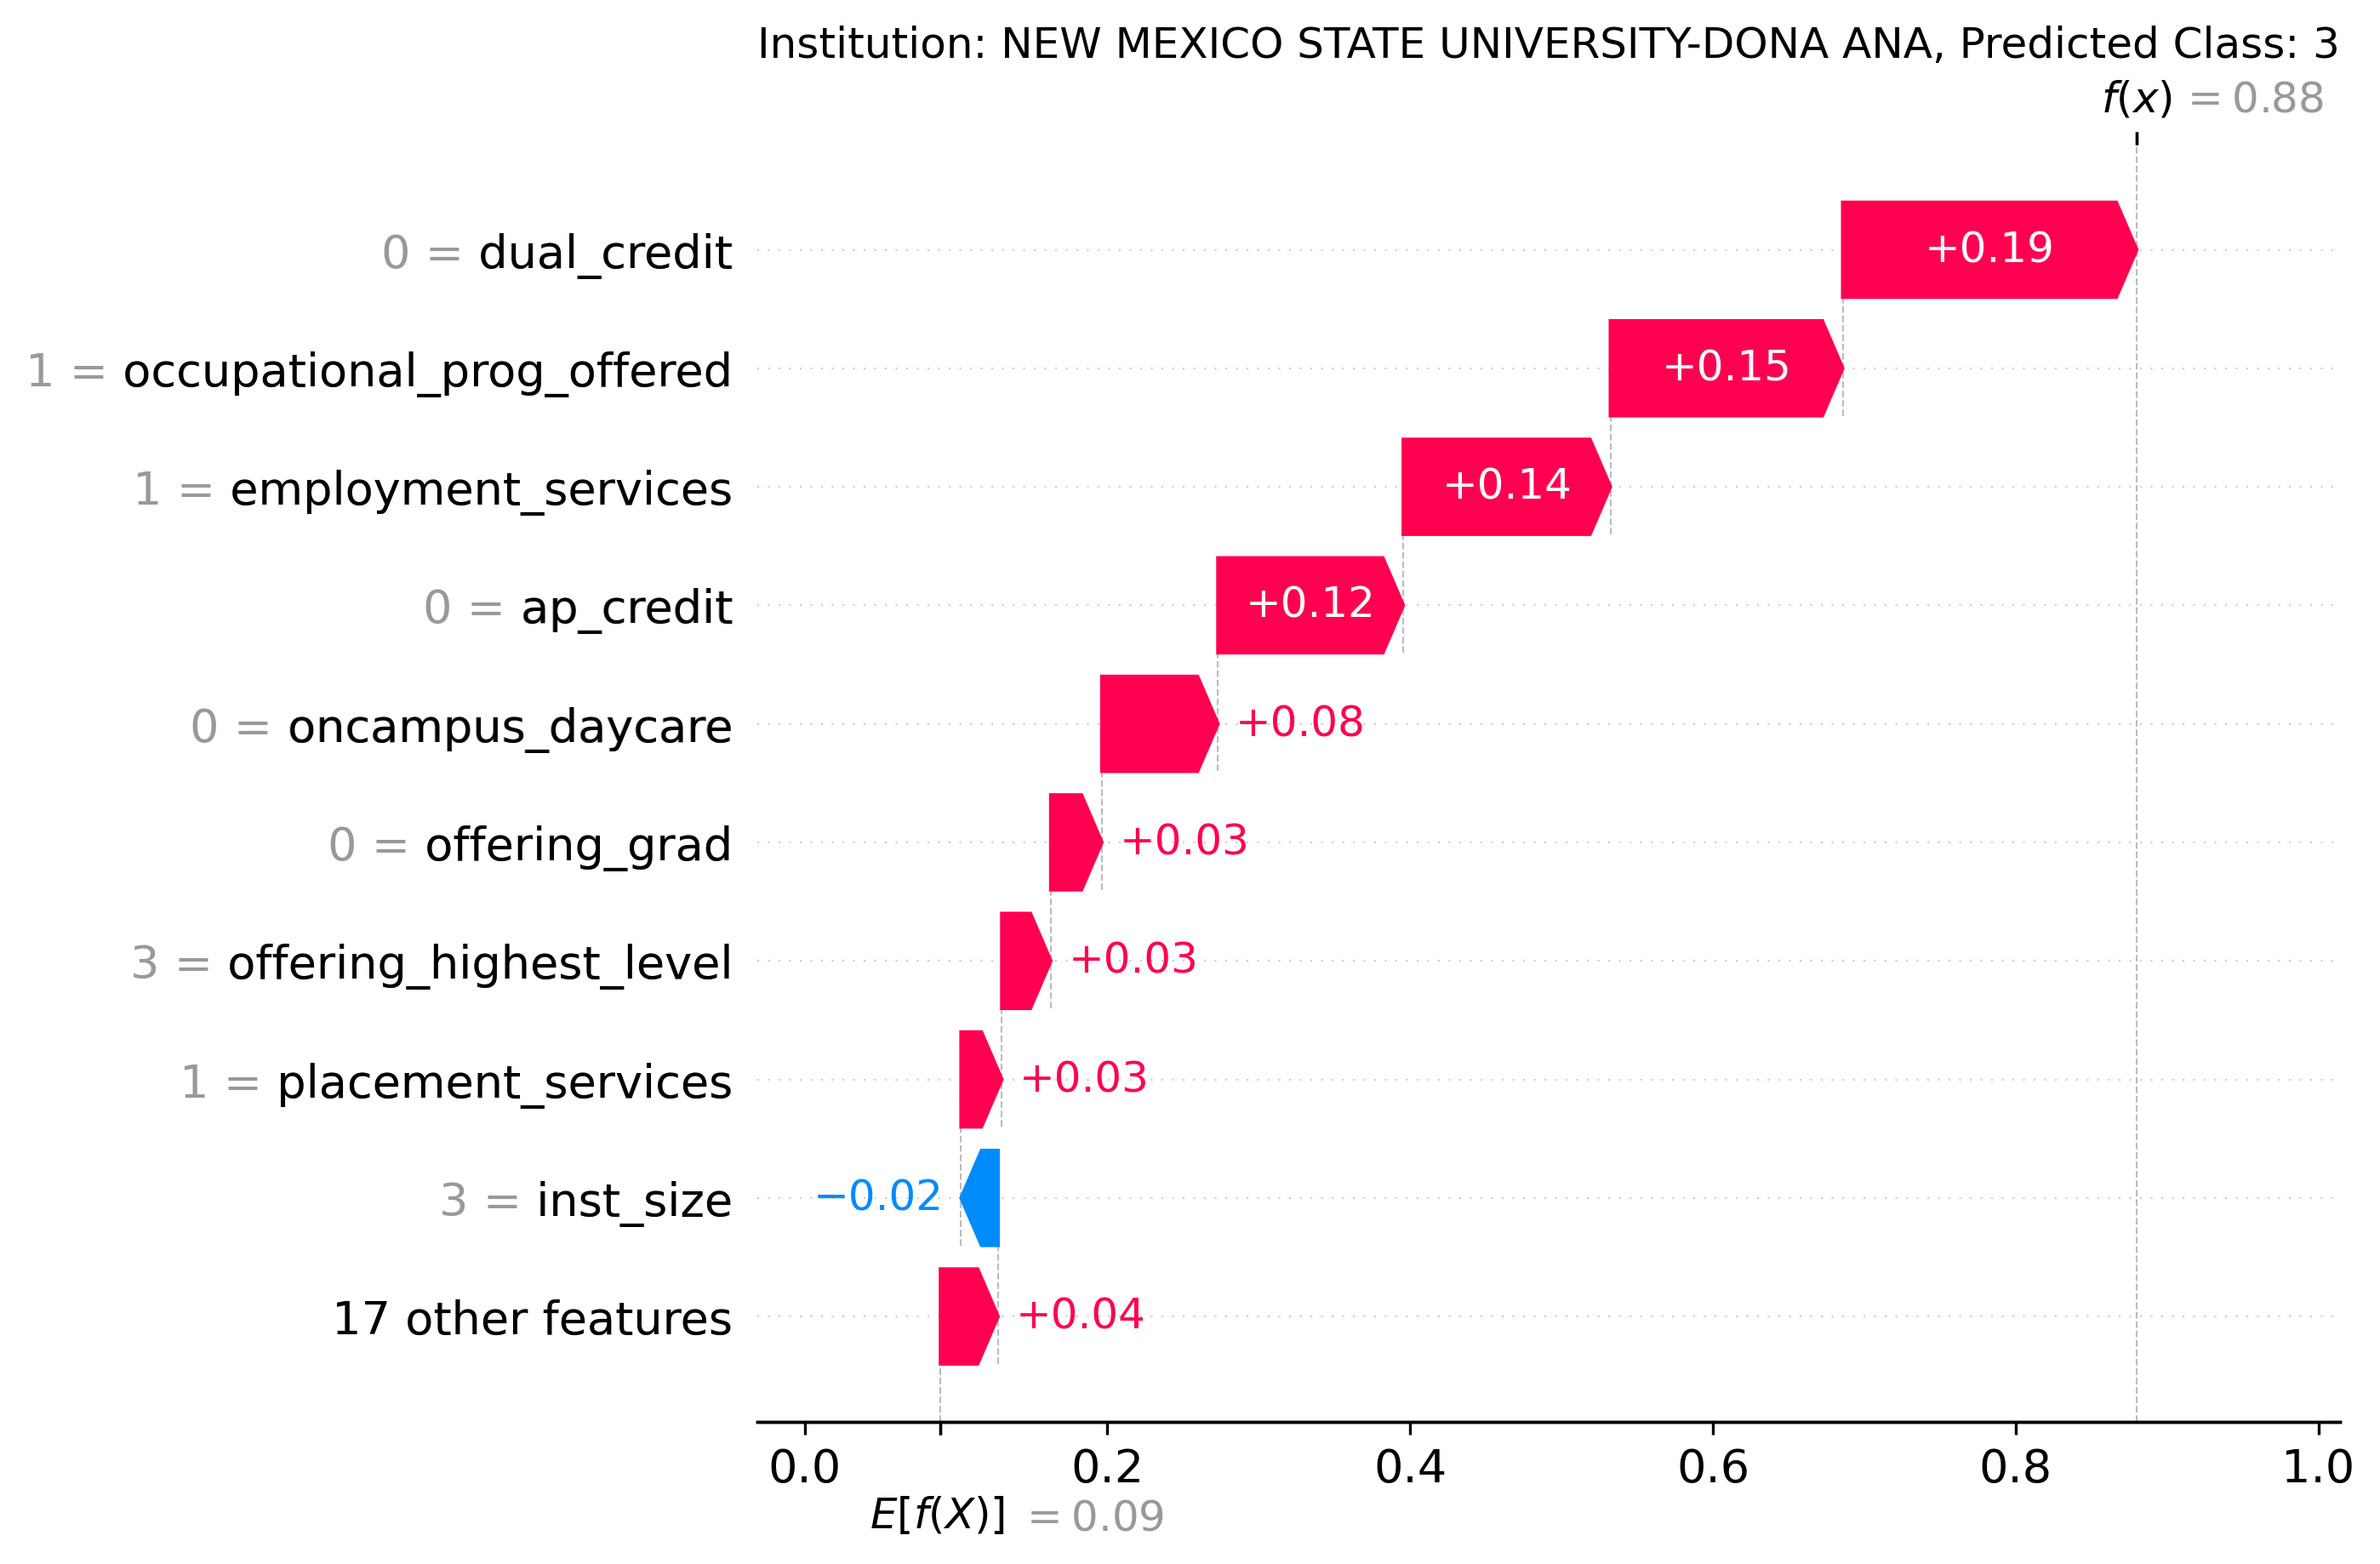 Institution: NEW MEXICO STATE UNIVERSITY-DONA ANA, Predicted Class: 3
f(x) = 0.88
0 = dual_credit
+0.19
1 = occupational_prog_offered
+0.15
1 = employment_services
+0.14
0 = ap_credit
+0.12
0 = oncampus_daycare
+0.08
0 = offering_grad
+0.03
3 = offering_highest_level
+0.03
1 = placement_services
+0.03
3 = inst_size
−0.02
17 other features
+0.04
0.0 0.2 0.4 0.6 0.8 1.0
E[f(X)] = 0.09